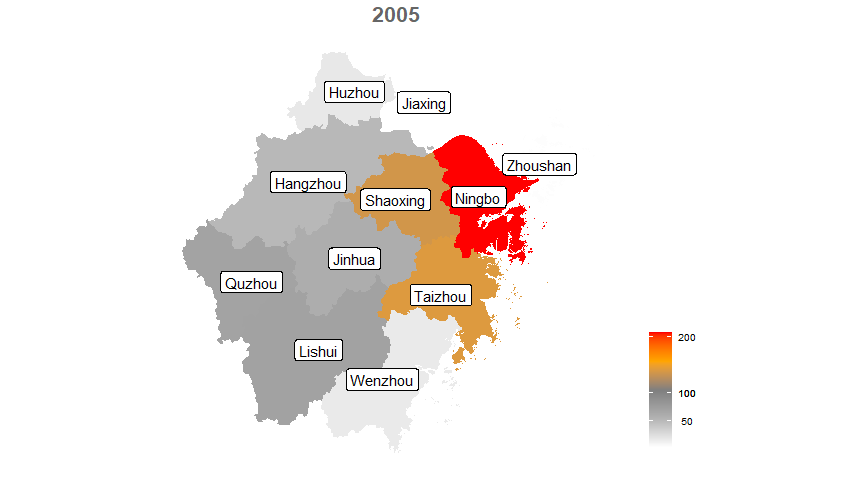 2005
Huzhou
Jiaxing
Zhoushan
Hangzhou
Shaoxing
Ningbo
Jinhua
Quzhou
Taizhou
Lishui
Wenzhou
200
100
50